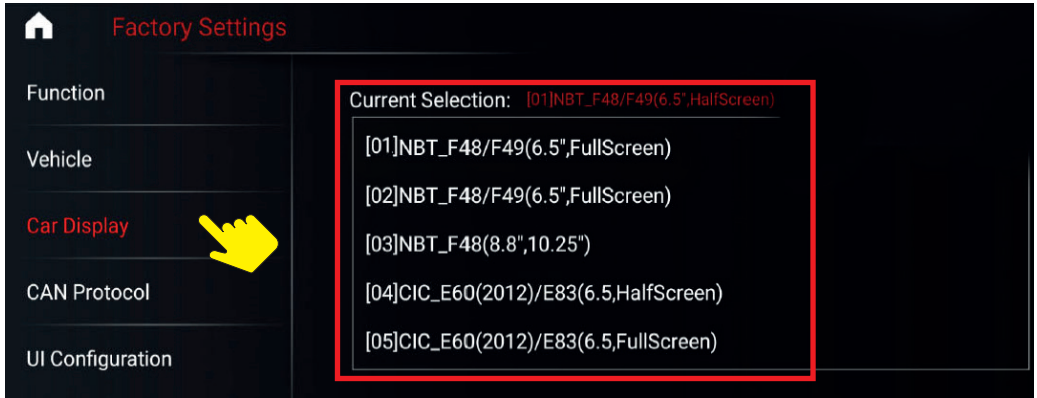 Factory Settings
Function
Vehicle
Car Display
CAN Protocol
UI Configuration
Current Selection: [01]NBT_F48/F49(6.5",HalfScreen)
[01]NBT_F48/F49(6.5",FullScreen)
[02]NBT_F48/F49(6.5",FullScreen)
[03]NBT_F48(8.8",10.25")
[04]CIC_E60(2012)/E83(6.5,HalfScreen)
[05]CIC_E60(2012)/E83(6.5,FullScreen)